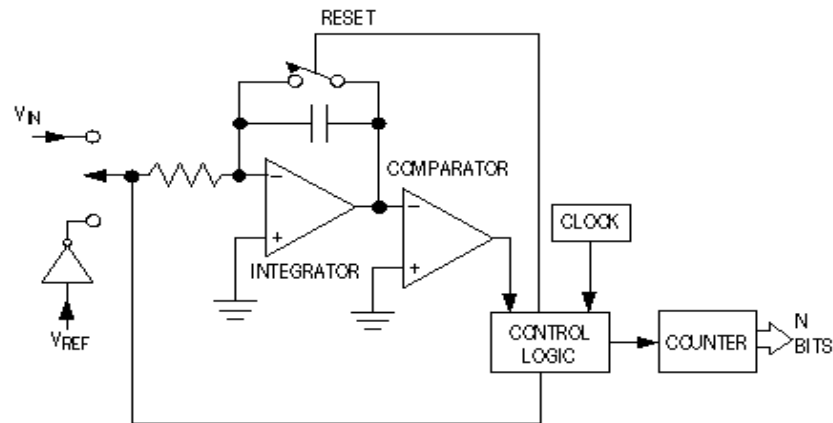 RESET
VIN
COMPARATOR
−
+
INTEGRATOR
−
+
CLOCK
VREF
CONTROL
LOGIC
COUNTER
N
BITS